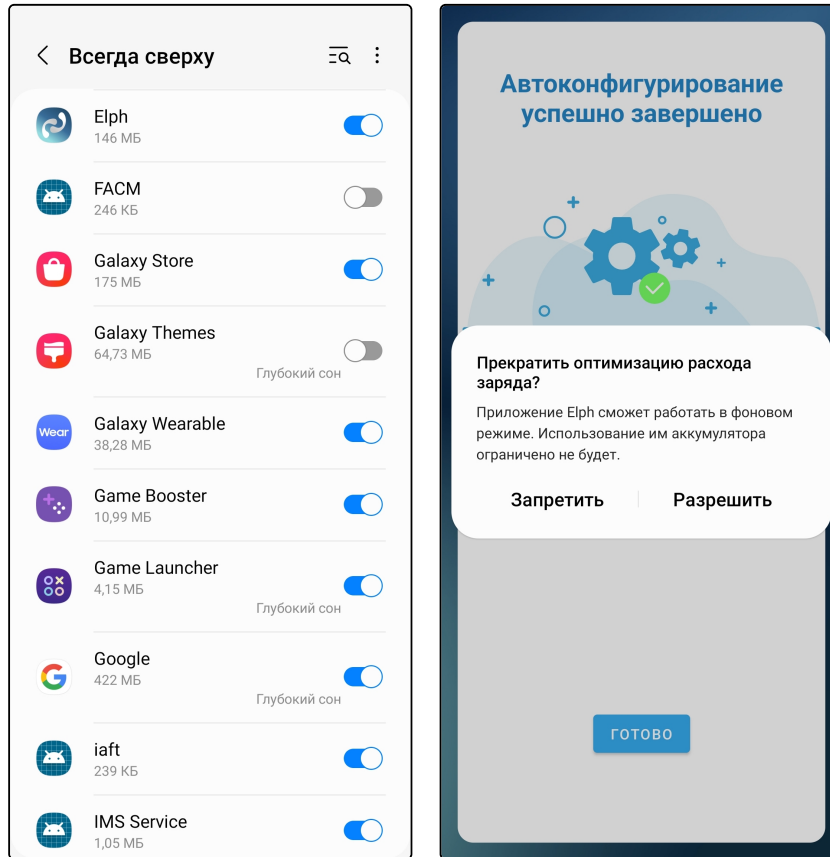 Всегда сверху
Elph
146 МБ
FACM
246 КБ
Galaxy Store
175 МБ
Galaxy Themes
64,73 МБ
Глубокий сон
Wear
Galaxy Wearable
38,28 МБ
Game Booster
10,99 МБ
Game Launcher
4,15 МБ
Глубокий сон
Google
422 МБ
Глубокий сон
iaft
239 КБ
IMS Service
1,05 МБ
Автоконфигурирование
успешно завершено
Прекратить оптимизацию расхода
заряда?
Приложение Elph сможет работать в фоновом
режиме. Использование им аккумулятора
ограничено не будет.
Запретить Разрешить
ГОТОВО